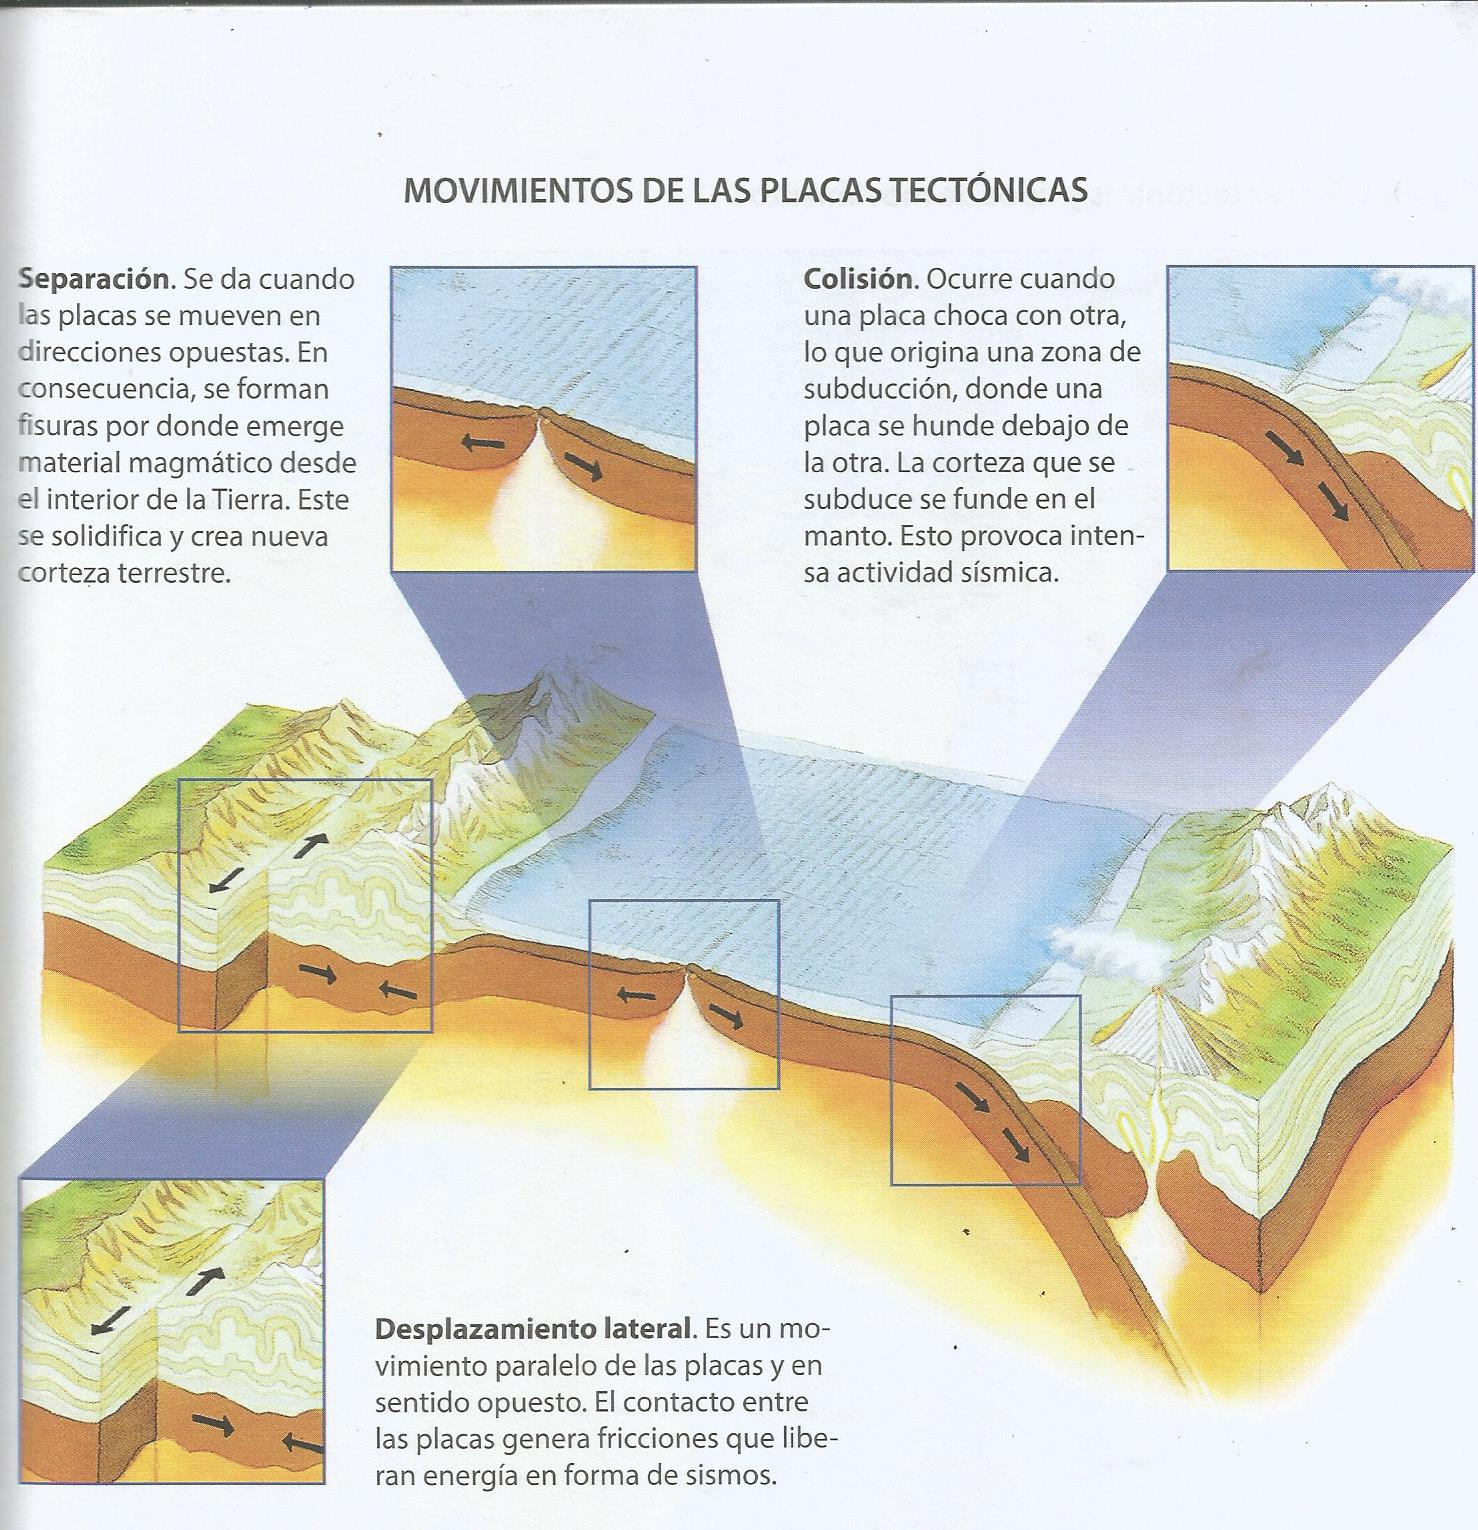 MOVIMIENTOS DE LAS PLACAS TECTÓNICAS
Separación. Se da cuando
las placas se mueven en
direcciones opuestas. En
consecuencia, se forman
fisuras por donde emerge
material magmático desde
el interior de la Tierra. Este
se solidifica y crea nueva
corteza terrestre.
Colisión. Ocurre cuando
una placa choca con otra,
lo que origina una zona de
subducción, donde una
placa se hunde debajo de
la otra. La corteza que se
subduce se funde en el
manto. Esto provoca inten-
sa actividad sísmica.
Desplazamiento lateral. Es un mo-
vimiento paralelo de las placas y en
sentido opuesto. El contacto entre
las placas genera fricciones que libe-
ran energía en forma de sismos.